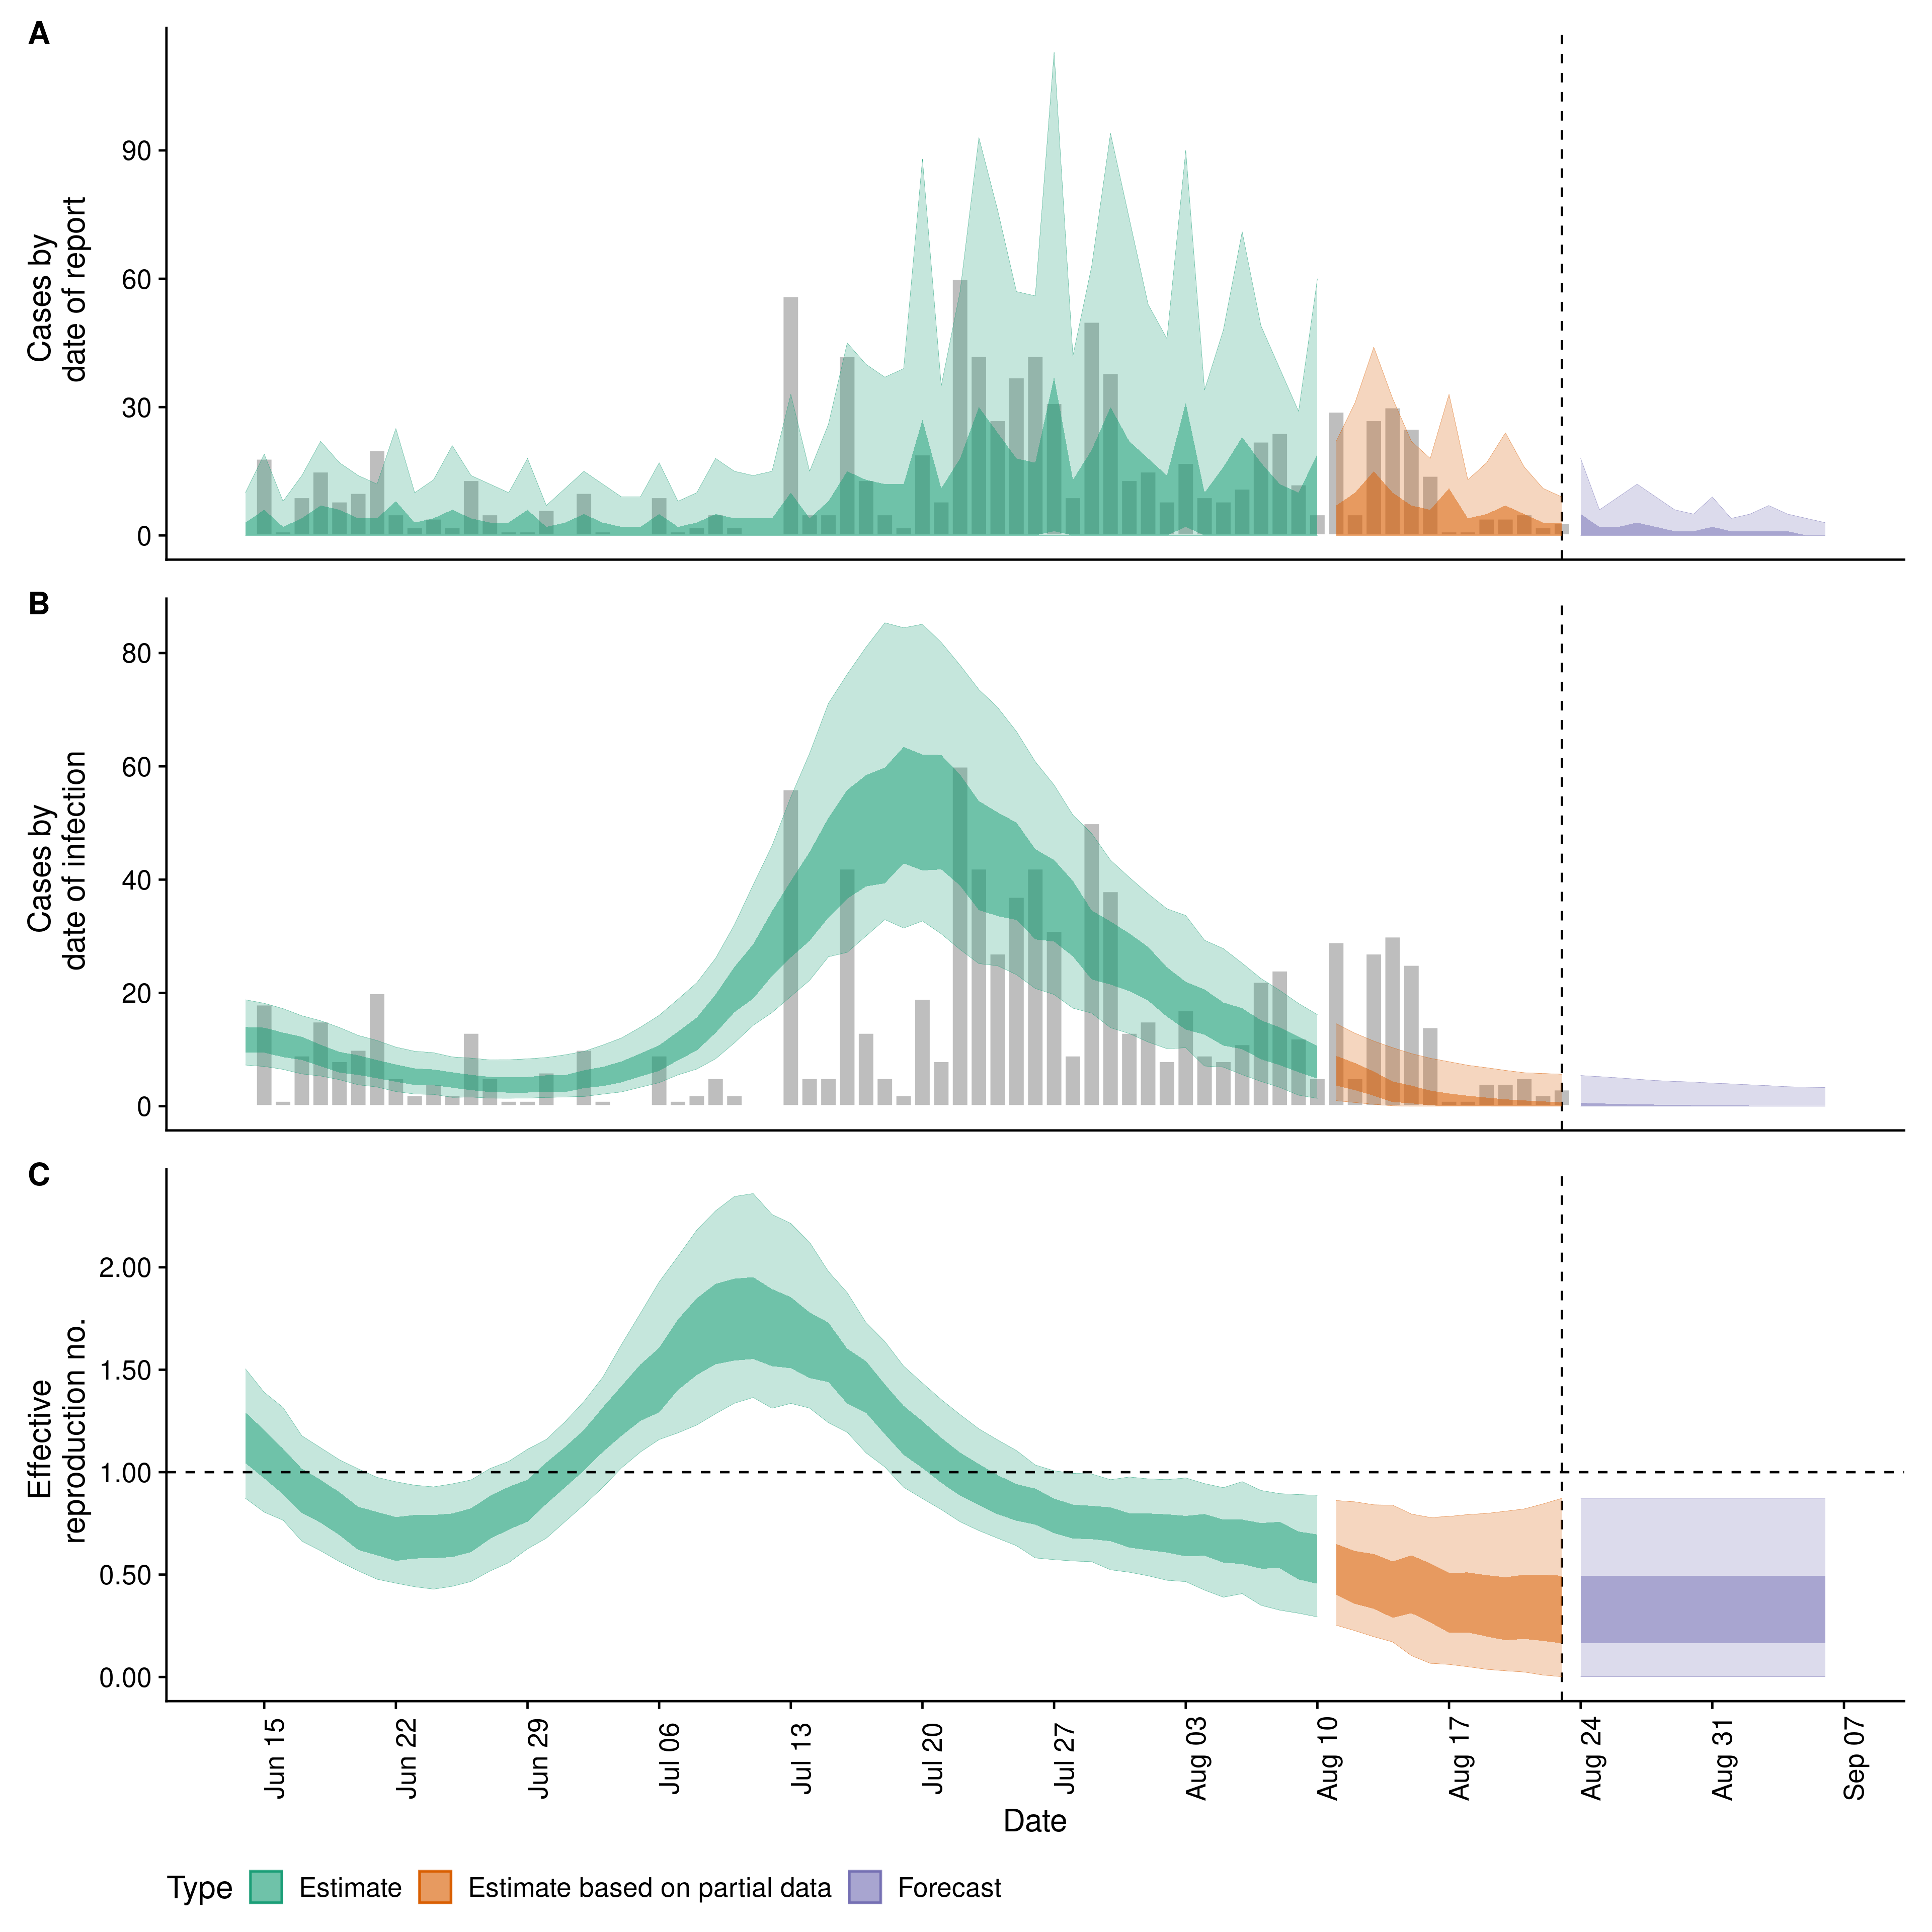 A
Cases by
date of report
90
60
30
0
B
Cases by
date of infection
80
60
40
20
0
C
Effective
reproduction no.
2.00
1.50
1.00
0.50
0.00
Jun 15
Jun 22
Jun 29
Jul 06
Jul 13
Jul 20
Jul 27
Aug 03
Aug 10
Aug 17
Aug 24
Aug 31
Sep 07
Date
Type Estimate Estimate based on partial data Forecast